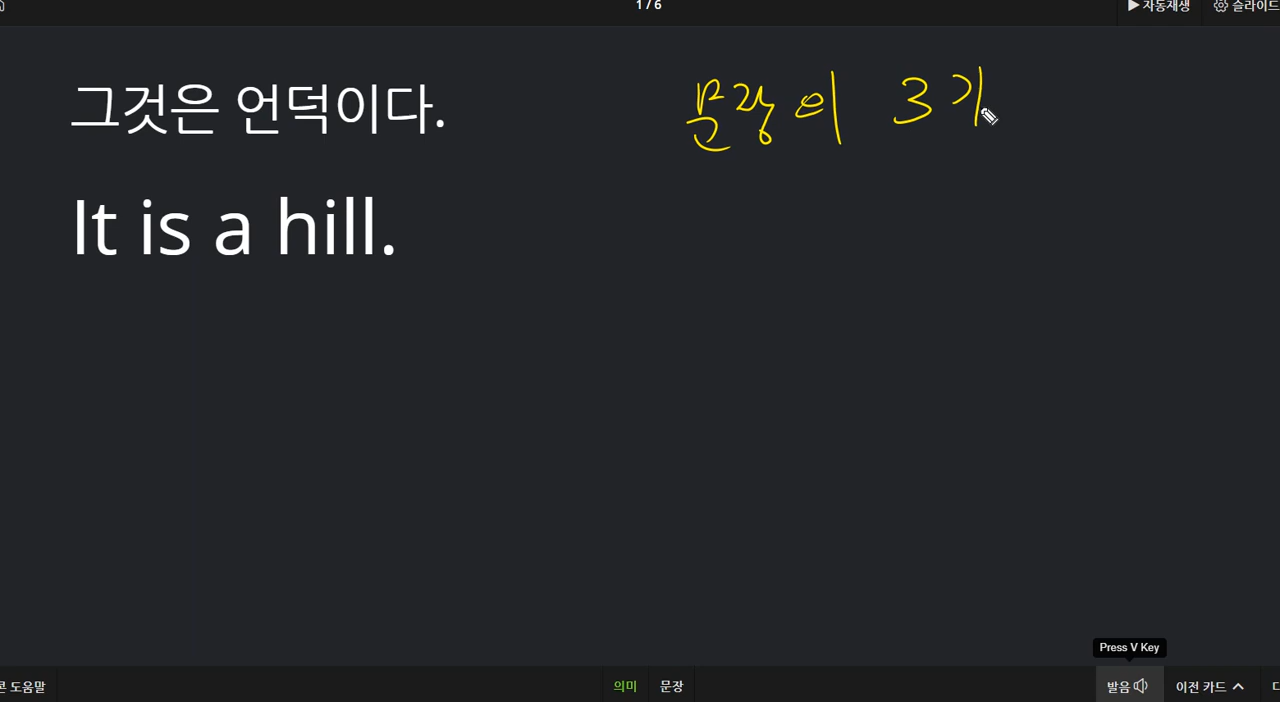 1 / 6
▶ 자동재생
슬라이드
그것은 언덕이다.
문장의 3가
It is a hill.
Press V Key
도움말
의미
문장
발음
이전 카드